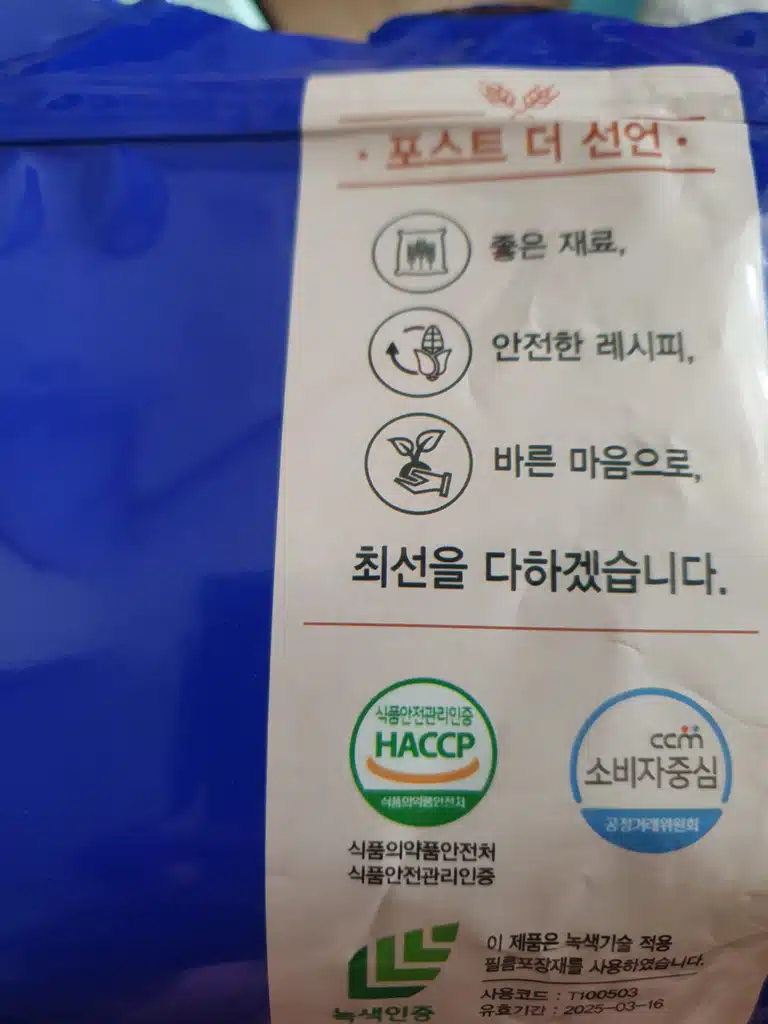 · 포스트 더 선언 ·
좋은 재료,
안전한 레시피,
바른 마음으로,
최선을 다하겠습니다.
식품안전관리인증
HACCP
식품의약품안전처
식품의약품안전처
식품안전관리인증
ccm
소비자중심
공정거래위원회
녹색인증
이 제품은 녹색기술 적용
필름포장재를 사용하였습니다.
사용코드 : T100503
유효기간 : 2025-03-16